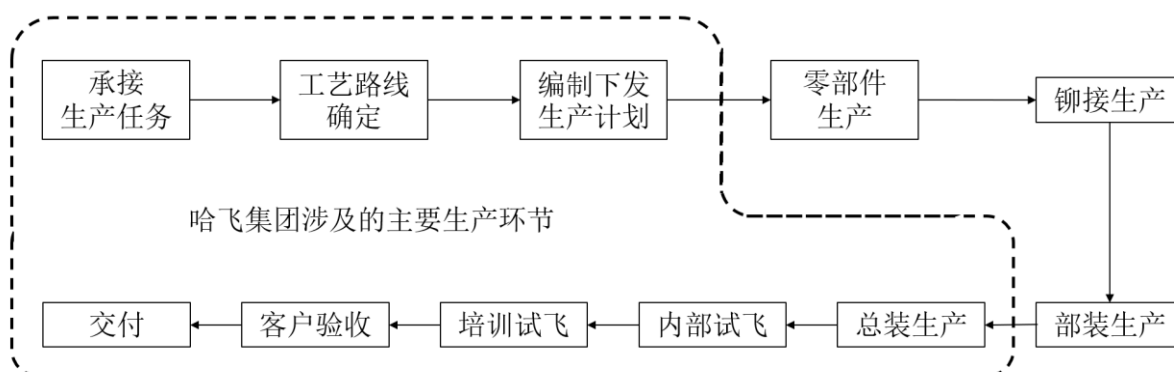 承接
生产任务
工艺路线
确定
编制下发
生产计划
零部件
生产
铆接生产
哈飞集团涉及的主要生产环节
交付
客户验收
培训试飞
内部试飞
总装生产
部装生产